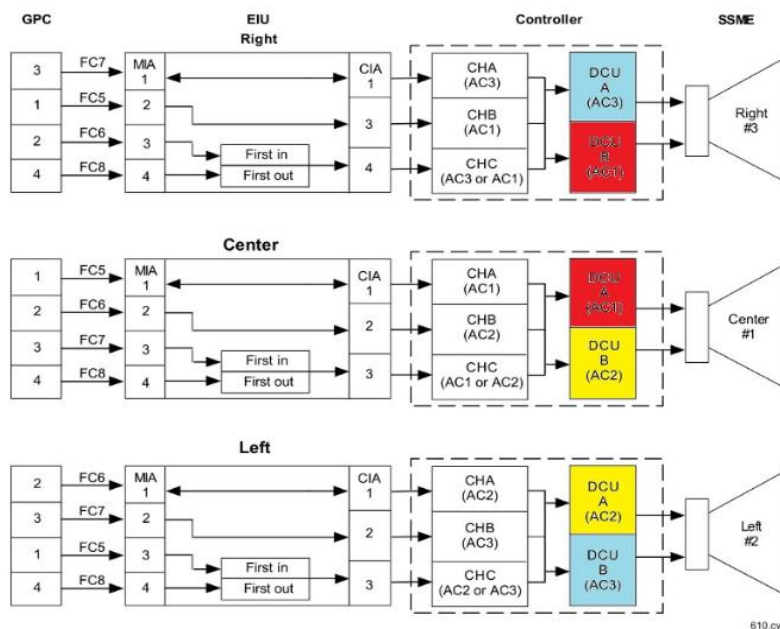 GPC EIU Controller SSME
Right
3 FC7 MIA 1 CIA 1 CHA (AC3) DCU A (AC3)
1 FC5 2 3 CHB (AC1) Right #3
2 FC6 3 First in 4 CHC (AC3 or AC1) DCU B (AC1)
4 FC8 4 First out
Center
1 FC5 MIA 1 CIA 1 CHA (AC1) DCU A (AC1)
2 FC6 2 2 CHB (AC2) Center #1
3 FC7 3 First in 3 CHC (AC1 or AC2) DCU B (AC2)
4 FC8 4 First out
Left
2 FC6 MIA 1 CIA 1 CHA (AC2) DCU A (AC2)
3 FC7 2 2 CHB (AC3) Left #2
1 FC5 3 First in 3 CHC (AC2 or AC3) DCU B (AC3)
4 FC8 4 First out